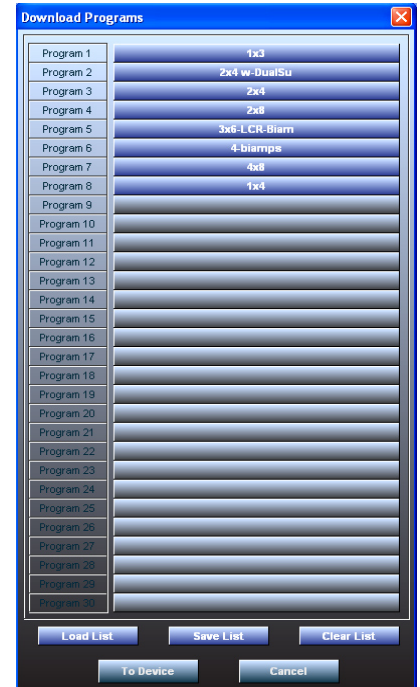 Download Programs
Program 1 1x3
Program 2 2x4 w-DualSu
Program 3 2x4
Program 4 2x8
Program 5 3x6-LCR-Biam
Program 6 4-biamps
Program 7 4x8
Program 8 1x4
Program 9
Program 10
Program 11
Program 12
Program 13
Program 14
Program 15
Program 16
Program 17
Program 18
Program 19
Program 20
Program 21
Program 22
Program 23
Program 24
Program 25
Program 26
Program 27
Program 28
Program 29
Program 30
Load List Save List Clear List
To Device Cancel